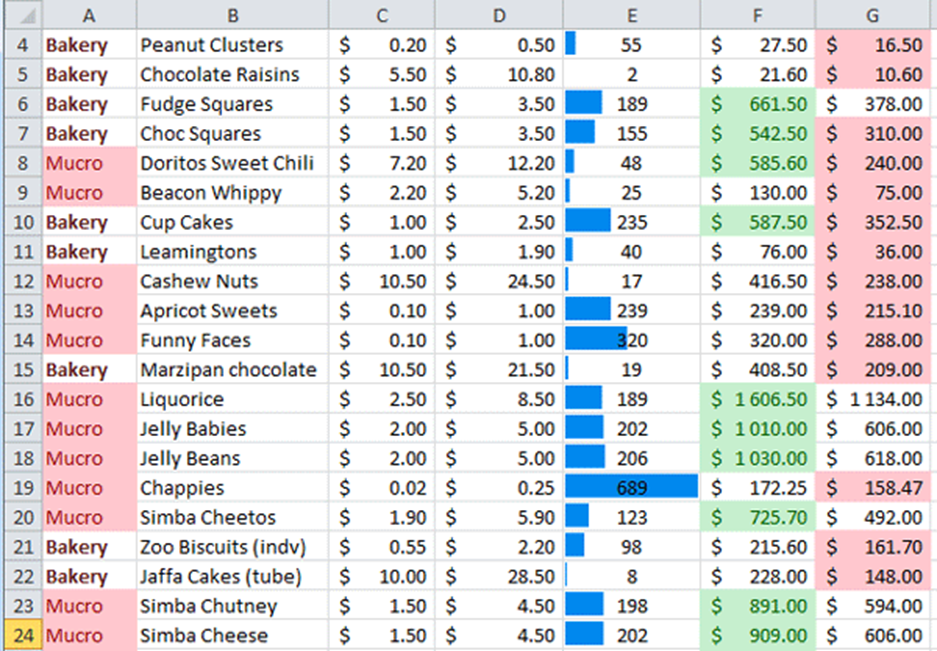 A B C D E F G
4 Bakery Peanut Clusters $ 0.20 $ 0.50 55 $ 27.50 $ 16.50
5 Bakery Chocolate Raisins $ 5.50 $ 10.80 2 $ 21.60 $ 10.60
6 Bakery Fudge Squares $ 1.50 $ 3.50 189 $ 661.50 $ 378.00
7 Bakery Choc Squares $ 1.50 $ 3.50 155 $ 542.50 $ 310.00
8 Mucro Doritos Sweet Chili $ 7.20 $ 12.20 48 $ 585.60 $ 240.00
9 Mucro Beacon Whippy $ 2.20 $ 5.20 25 $ 130.00 $ 75.00
10 Bakery Cup Cakes $ 1.00 $ 2.50 235 $ 587.50 $ 352.50
11 Bakery Leamingtons $ 1.00 $ 1.90 40 $ 76.00 $ 36.00
12 Mucro Cashew Nuts $ 10.50 $ 24.50 17 $ 416.50 $ 238.00
13 Mucro Apricot Sweets $ 0.10 $ 1.00 239 $ 239.00 $ 215.10
14 Mucro Funny Faces $ 0.10 $ 1.00 320 $ 320.00 $ 288.00
15 Bakery Marzipan chocolate $ 10.50 $ 21.50 19 $ 408.50 $ 209.00
16 Mucro Liquorice $ 2.50 $ 8.50 189 $ 1 606.50 $ 1 134.00
17 Mucro Jelly Babies $ 2.00 $ 5.00 202 $ 1 010.00 $ 606.00
18 Mucro Jelly Beans $ 2.00 $ 5.00 206 $ 1 030.00 $ 618.00
19 Mucro Chappies $ 0.02 $ 0.25 689 $ 172.25 $ 158.47
20 Mucro Simba Cheetos $ 1.90 $ 5.90 123 $ 725.70 $ 492.00
21 Bakery Zoo Biscuits (indv) $ 0.55 $ 2.20 98 $ 215.60 $ 161.70
22 Bakery Jaffa Cakes (tube) $ 10.00 $ 28.50 8 $ 228.00 $ 148.00
23 Mucro Simba Chutney $ 1.50 $ 4.50 198 $ 891.00 $ 594.00
24 Mucro Simba Cheese $ 1.50 $ 4.50 202 $ 909.00 $ 606.00